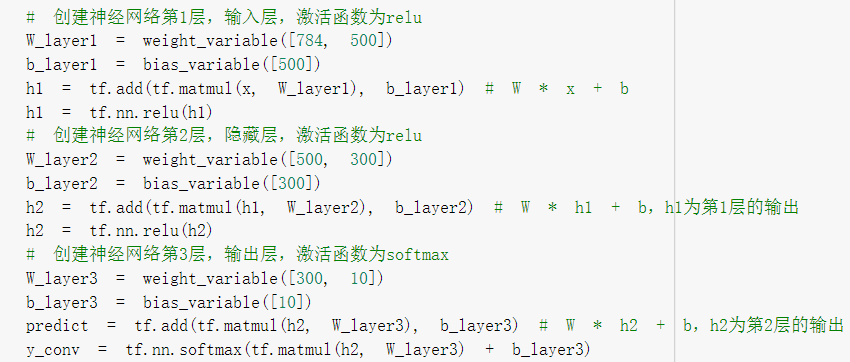 # 创建神经网络第1层，输入层，激活函数为relu
W_layer1 = weight_variable([784, 500])
b_layer1 = bias_variable([500])
h1 = tf.add(tf.matmul(x, W_layer1), b_layer1) # W * x + b
h1 = tf.nn.relu(h1)
# 创建神经网络第2层，隐藏层，激活函数为relu
W_layer2 = weight_variable([500, 300])
b_layer2 = bias_variable([300])
h2 = tf.add(tf.matmul(h1, W_layer2), b_layer2) # W * h1 + b，h1为第1层的输出
h2 = tf.nn.relu(h2)
# 创建神经网络第3层，输出层，激活函数为softmax
W_layer3 = weight_variable([300, 10])
b_layer3 = bias_variable([10])
predict = tf.add(tf.matmul(h2, W_layer3), b_layer3) # W * h2 + b，h2为第2层的输出
y_conv = tf.nn.softmax(tf.matmul(h2, W_layer3) + b_layer3)